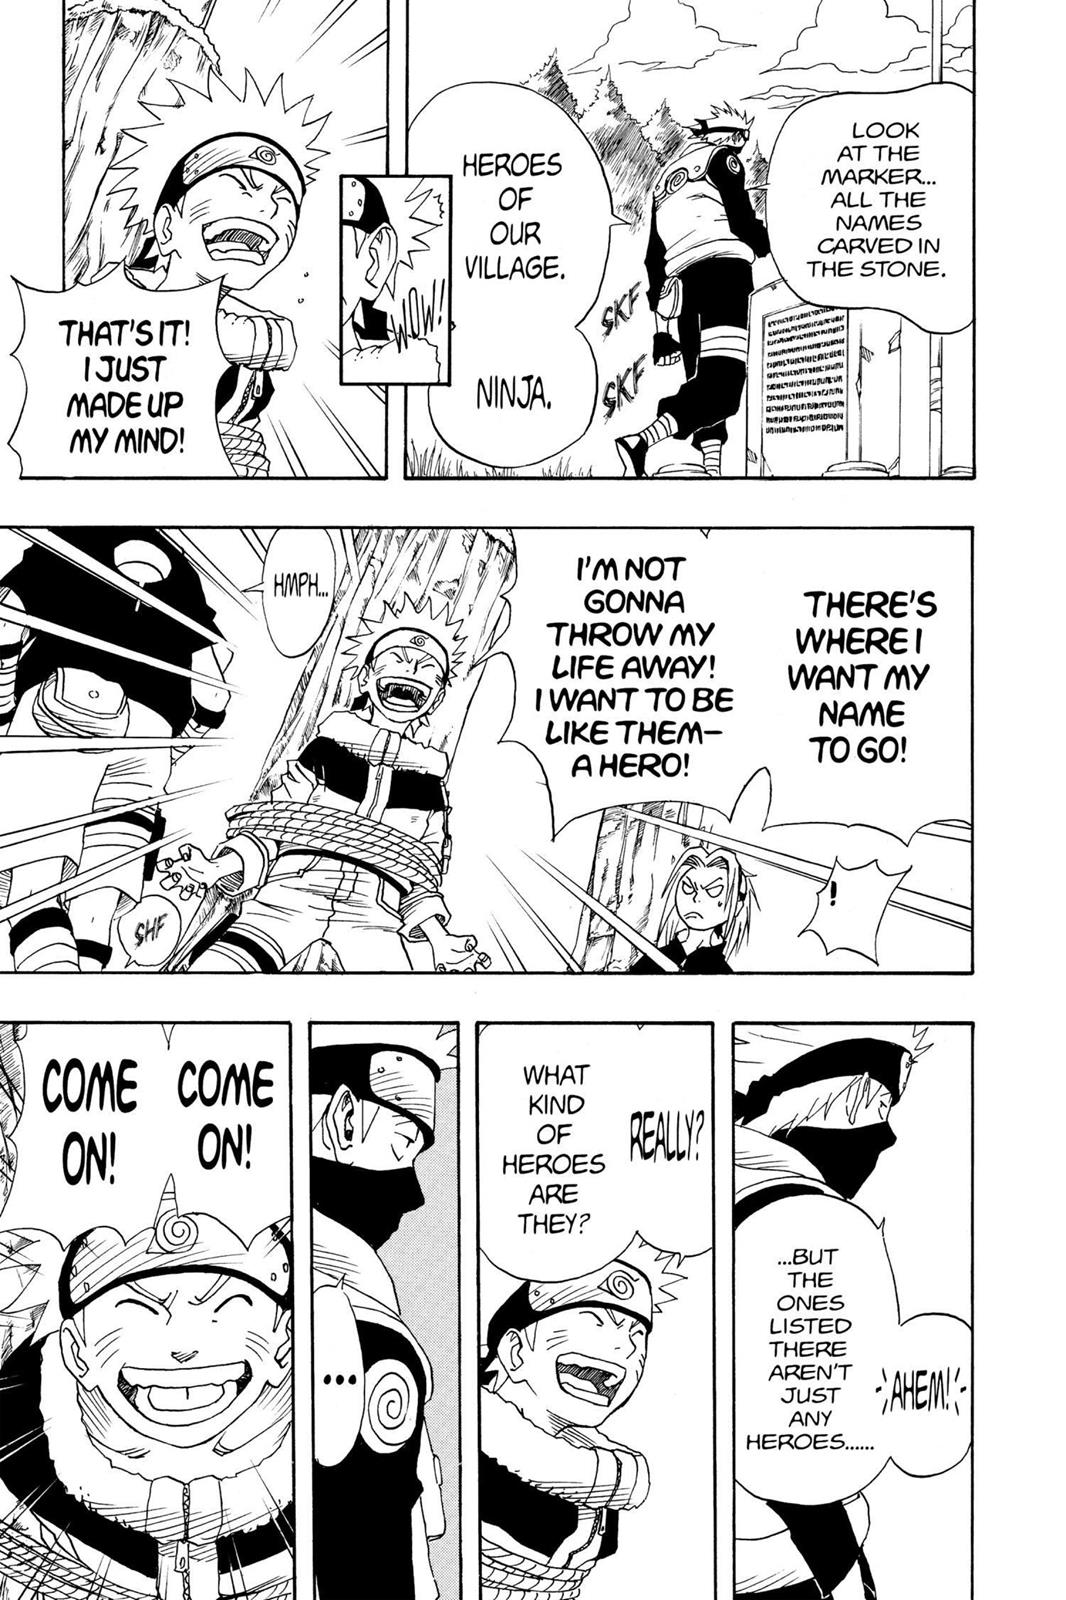 LOOK
AT THE
MARKER...
ALL THE
NAMES
CARVED IN
THE STONE.
HEROES
OF
OUR
VILLAGE.
NINJA.
SKF
SKF
WOW!
THAT'S IT!
I JUST
MADE UP
MY MIND!
THERE'S
WHERE I
WANT MY
NAME
TO GO!
I'M NOT
GONNA
THROW MY
LIFE AWAY!
I WANT TO BE
LIKE THEM—
A HERO!
!
HMPH...
SHF
...BUT
THE
ONES
LISTED
THERE
AREN'T
JUST
ANY
HEROES......
AHEM!
REALLY?
WHAT
KIND
OF
HEROES
ARE
THEY?
...
COME
ON!
COME
ON!